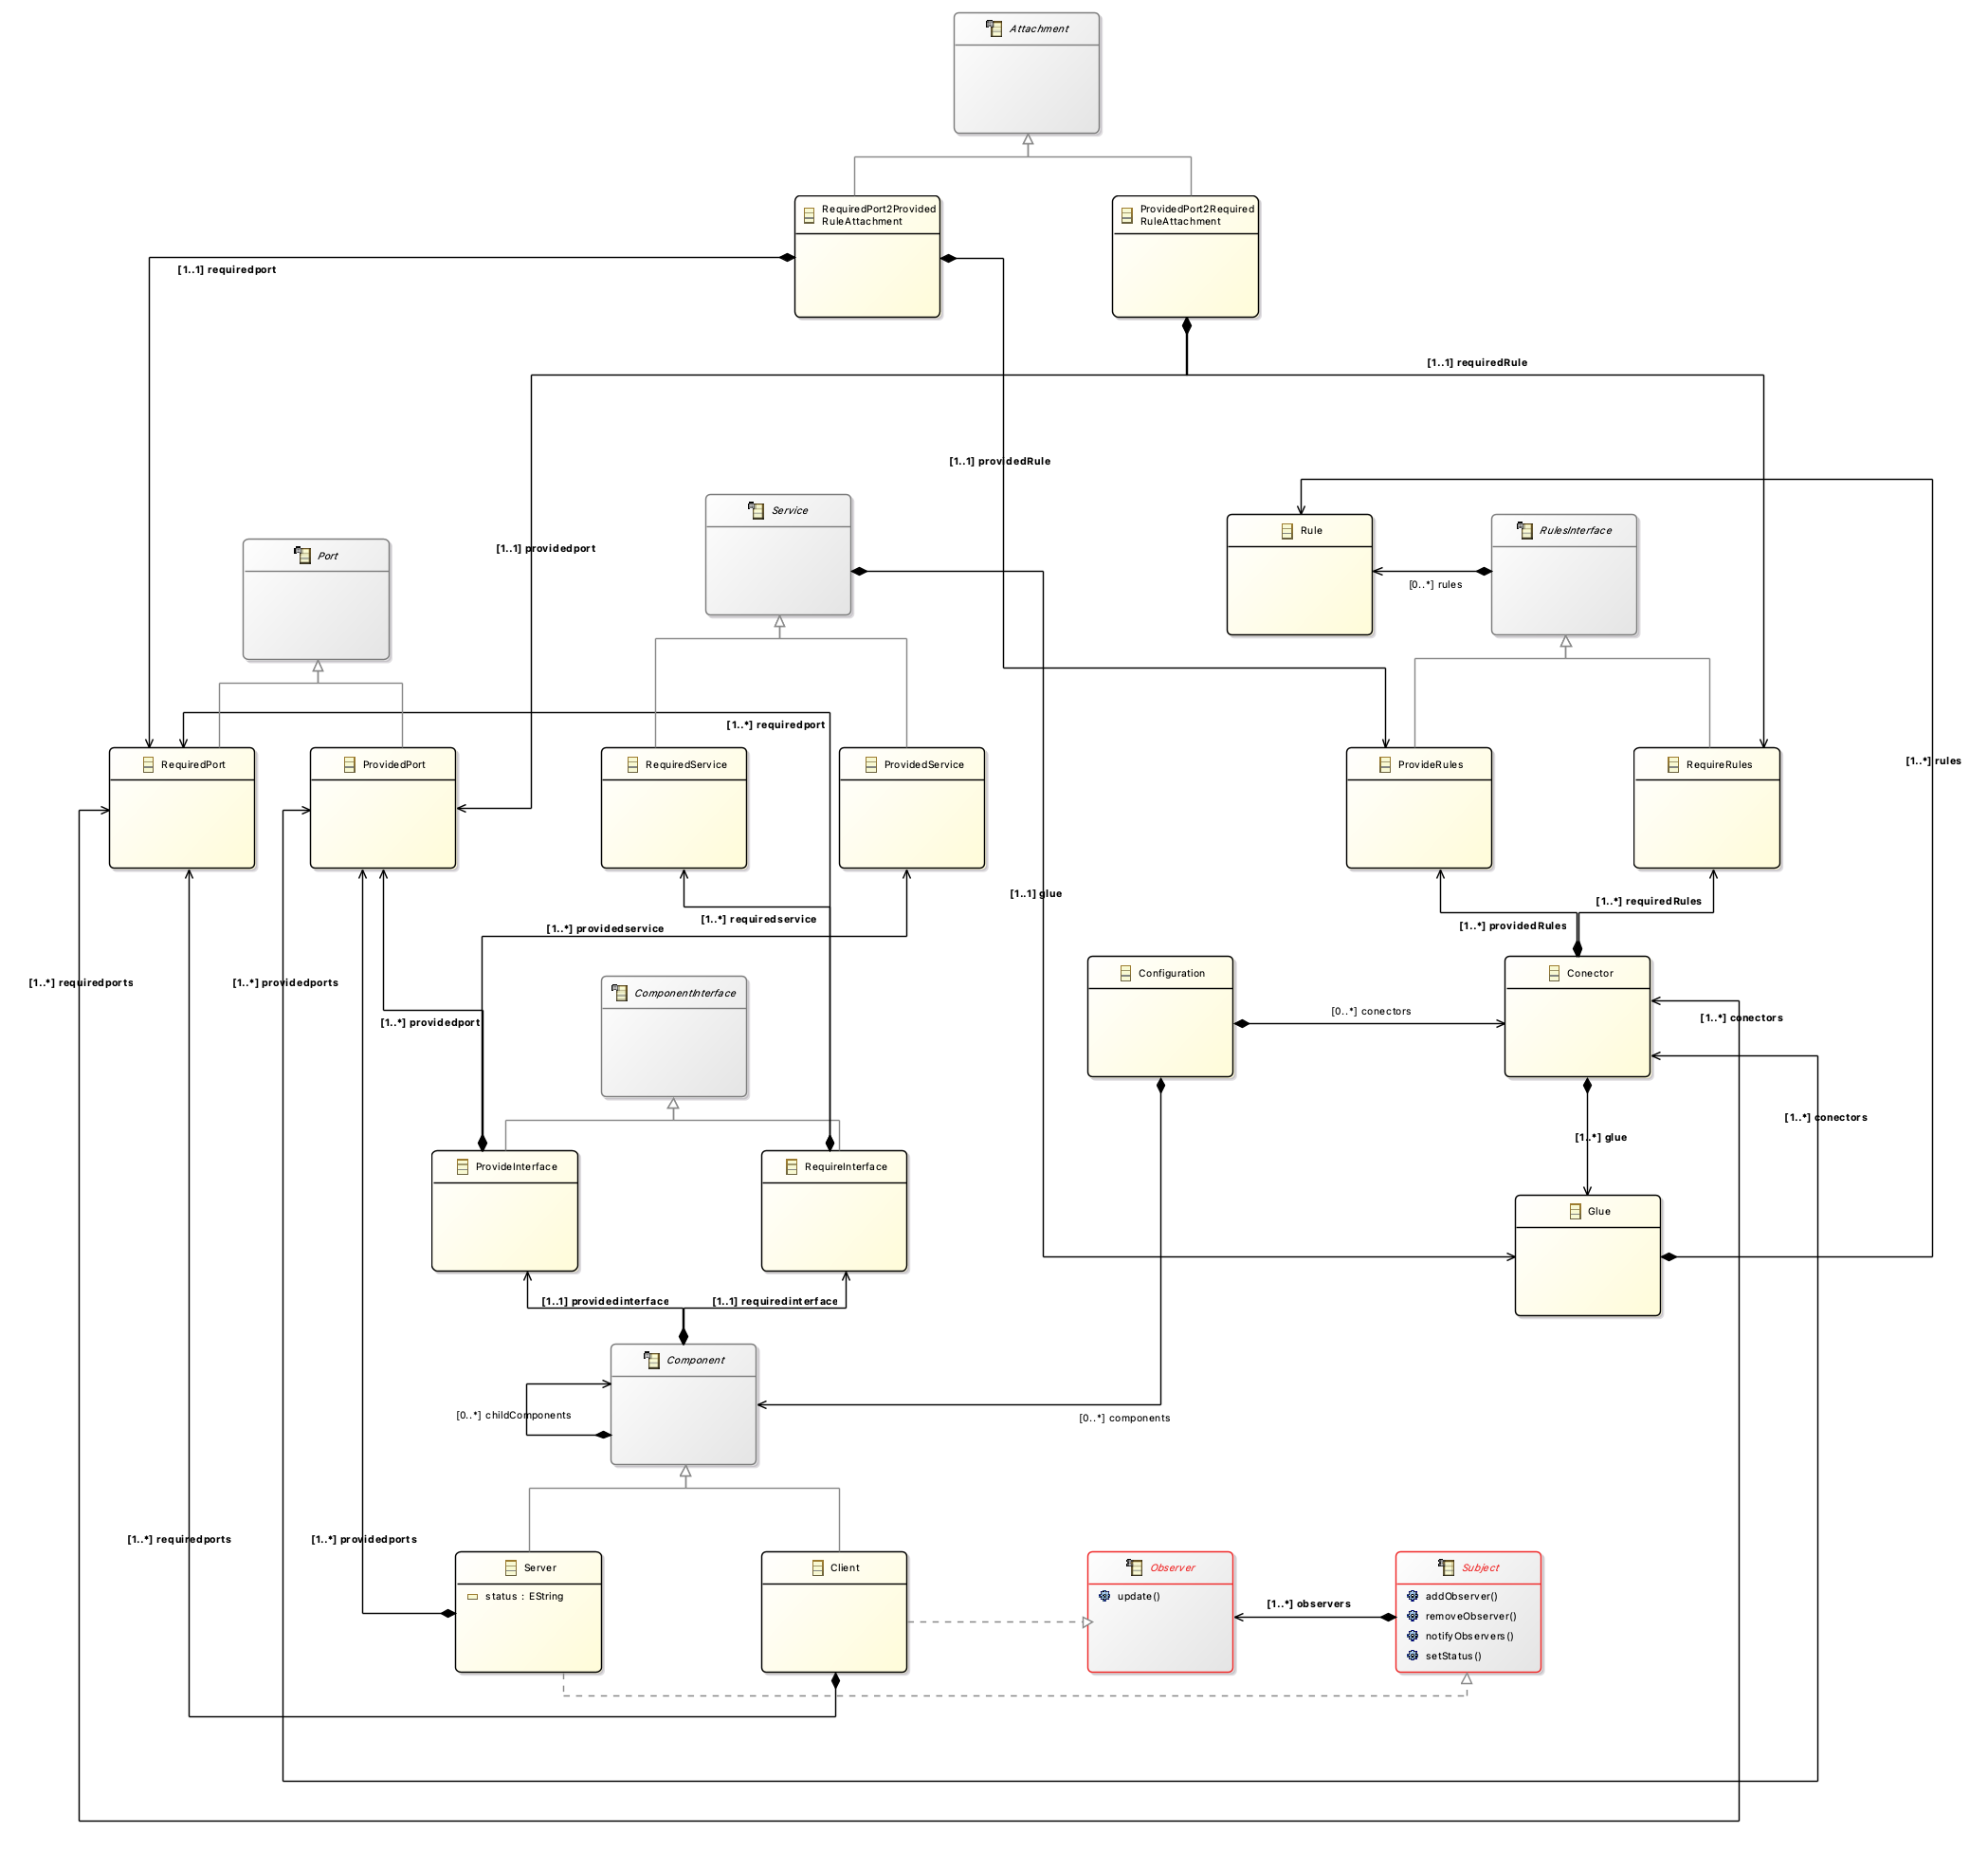 Attachment
RequiredPort2Provided
RuleAttachment
ProvidedPort2Required
RuleAttachment
[1..1] requiredport
[1..1] requiredRule
[1..1] providedRule
Service
Rule
RulesInterface
Port
[1..1] providedport
[0..*] rules
[1..*] requiredport
RequiredPort
ProvidedPort
RequiredService
ProvidedService
ProvideRules
RequireRules
[1..*] rules
[1..1] glue
[1..*] requiredRules
[1..*] requiredservice
[1..*] providedservice
[1..*] providedRules
[1..*] requiredports
[1..*] providedports
ComponentInterface
Configuration
Conector
[1..*] providedport
[0..*] conectors
[1..*] conectors
[1..*] conectors
[1..*] glue
ProvideInterface
RequireInterface
Glue
[1..1] providedinterface
[1..1] requiredinterface
Component
[0..*] childComponents
[0..*] components
[1..*] requiredports
[1..*] providedports
Server
status : EString
Client
Observer
update()
[1..*] observers
Subject
addObserver()
removeObserver()
notifyObservers()
setStatus()